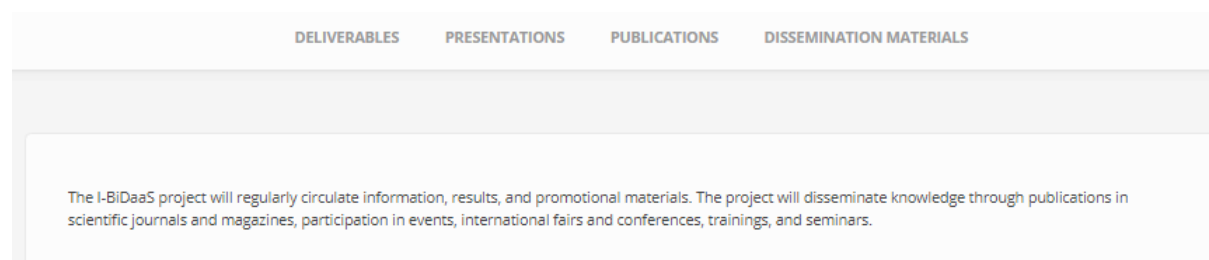 DELIVERABLES PRESENTATIONS PUBLICATIONS DISSEMINATION MATERIALS
The I-BiDaaS project will regularly circulate information, results, and promotional materials. The project will disseminate knowledge through publications in
scientific journals and magazines, participation in events, international fairs and conferences, trainings, and seminars.